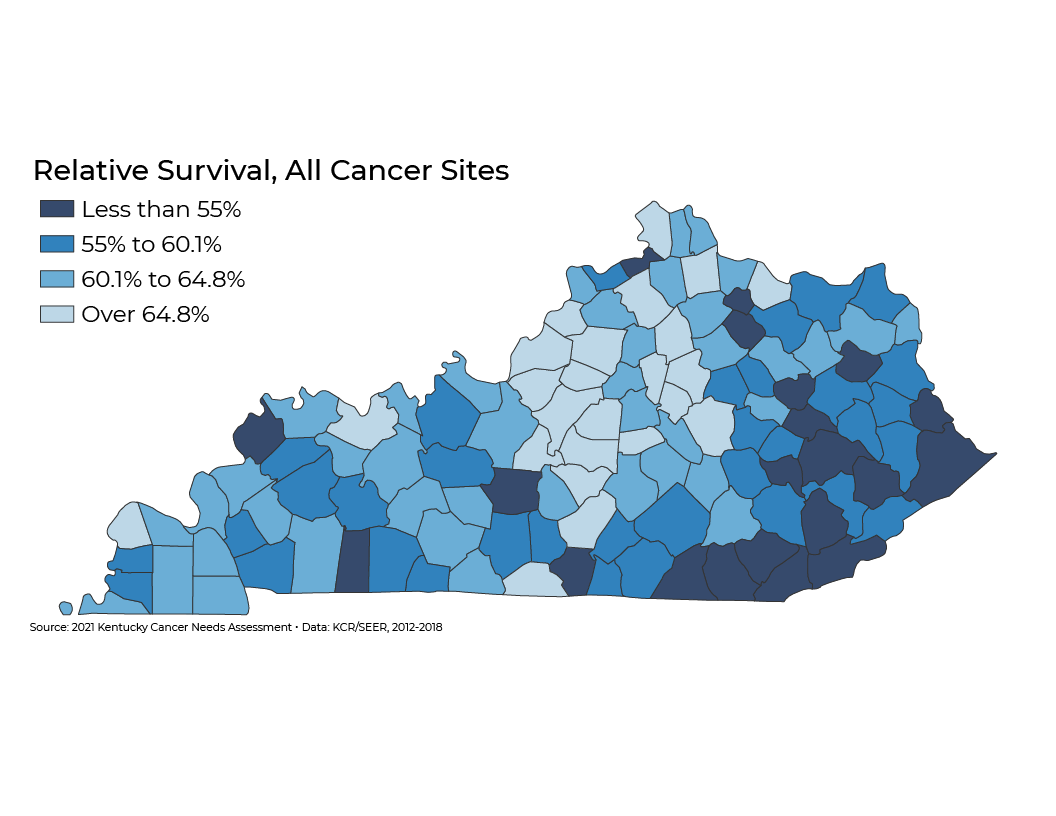 Relative Survival, All Cancer Sites
Less than 55%
55% to 60.1%
60.1% to 64.8%
Over 64.8%
Source: 2021 Kentucky Cancer Needs Assessment • Data: KCR/SEER, 2012-2018